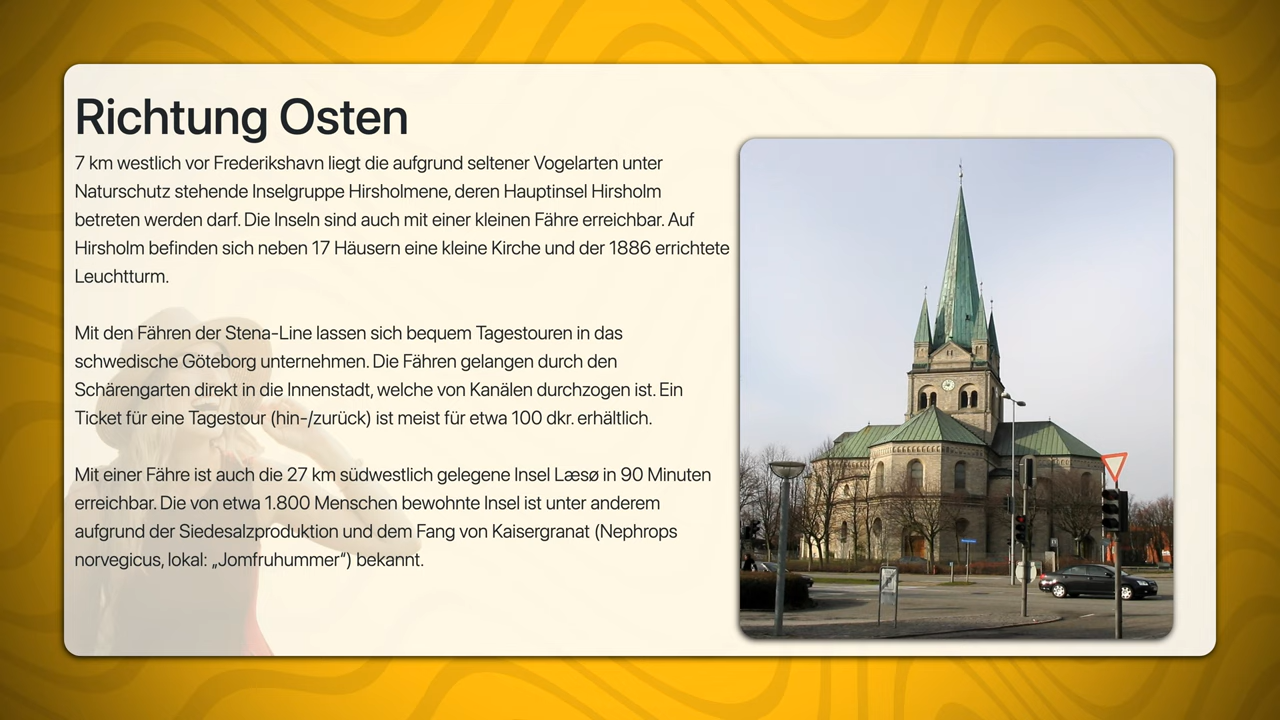 Richtung Osten
7 km westlich vor Frederikshavn liegt die aufgrund seltener Vogelarten unter
Naturschutz stehende Inselgruppe Hirsholmene, deren Hauptinsel Hirsholm
betreten werden darf. Die Inseln sind auch mit einer kleinen Fähre erreichbar. Auf
Hirsholm befinden sich neben 17 Häusern eine kleine Kirche und der 1886 errichtete
Leuchtturm.
Mit den Fähren der Stena-Line lassen sich bequem Tagestouren in das
schwedische Göteborg unternehmen. Die Fähren gelangen durch den
Schärengarten direkt in die Innenstadt, welche von Kanälen durchzogen ist. Ein
Ticket für eine Tagestour (hin-/zurück) ist meist für etwa 100 dkr. erhältlich.
Mit einer Fähre ist auch die 27 km südwestlich gelegene Insel Læsø in 90 Minuten
erreichbar. Die von etwa 1.800 Menschen bewohnte Insel ist unter anderem
aufgrund der Siedesalzproduktion und dem Fang von Kaisergranat (Nephrops
norvegicus, lokal: „Jomfruhummer“) bekannt.